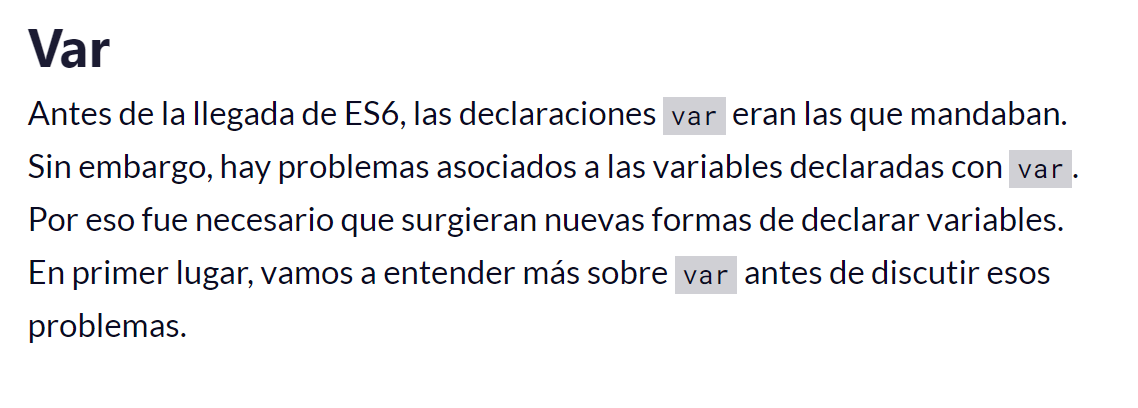 Var
Antes de la llegada de ES6, las declaraciones var eran las que mandaban.
Sin embargo, hay problemas asociados a las variables declaradas con var.
Por eso fue necesario que surgieran nuevas formas de declarar variables.
En primer lugar, vamos a entender más sobre var antes de discutir esos
problemas.